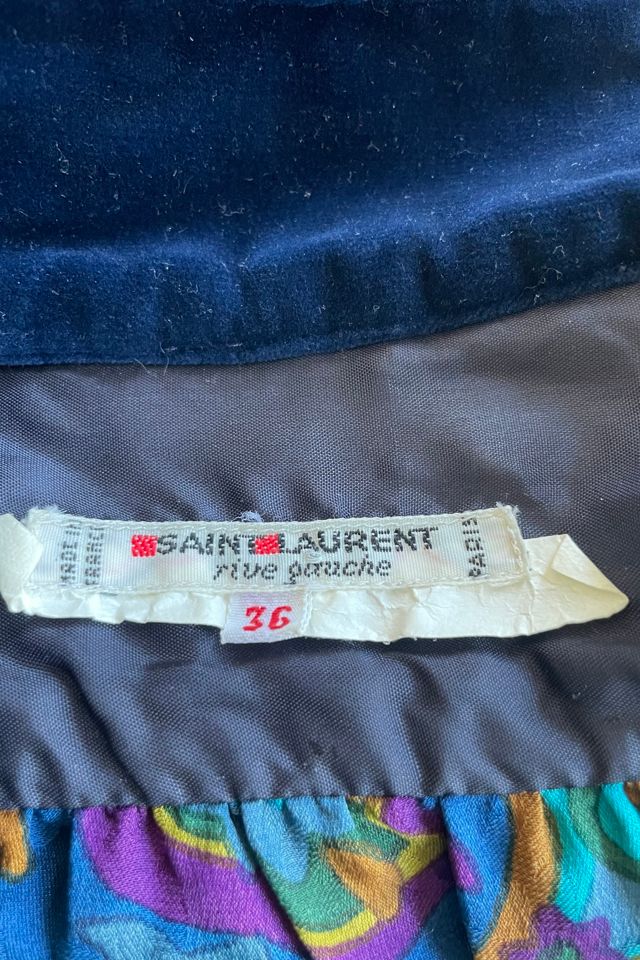 MADE IN
FRANCE
SAINT LAURENT
rive gauche
PARIS
36